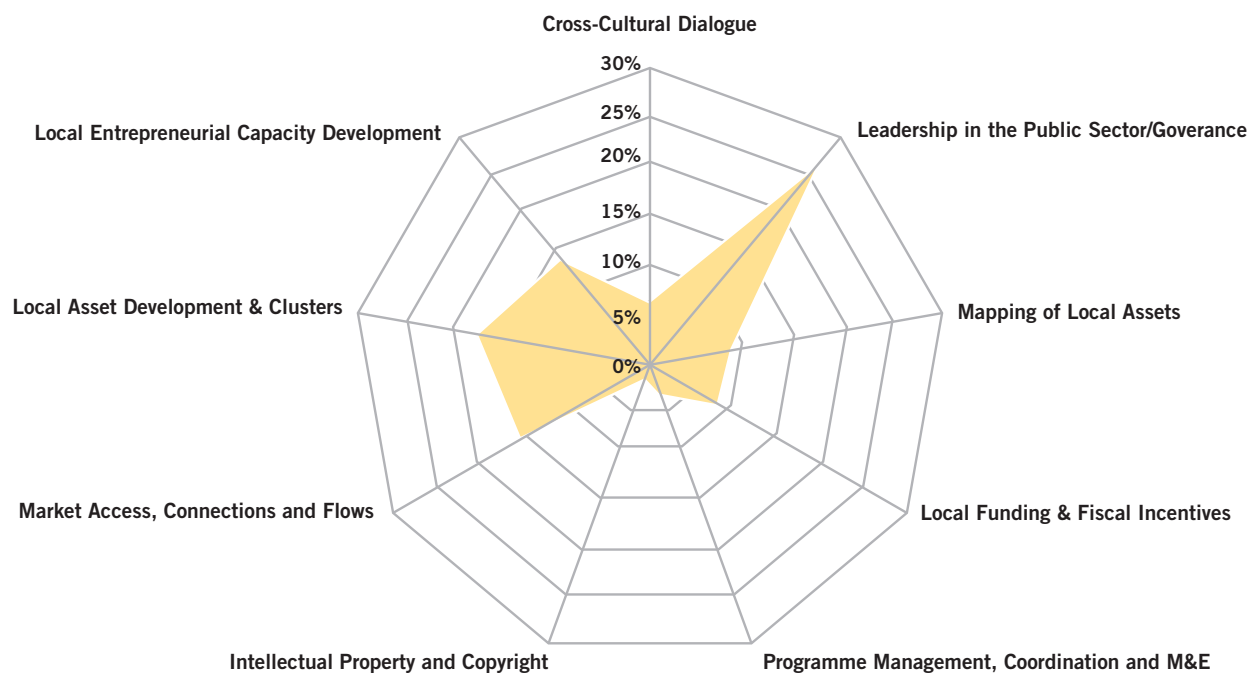 Cross-Cultural Dialogue
30%
25%
20%
15%
10%
5%
0%
Local Entrepreneurial Capacity Development
Leadership in the Public Sector/Goverance
Local Asset Development & Clusters
Mapping of Local Assets
Market Access, Connections and Flows
Local Funding & Fiscal Incentives
Intellectual Property and Copyright
Programme Management, Coordination and M&E